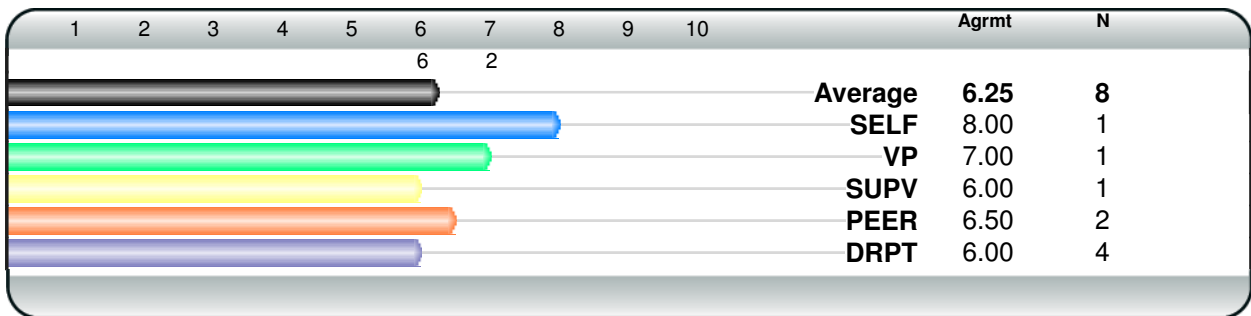 1 2 3 4 5 6 7 8 9 10 Agrmt N
6 2
Average 6.25 8
SELF 8.00 1
VP 7.00 1
SUPV 6.00 1
PEER 6.50 2
DRPT 6.00 4